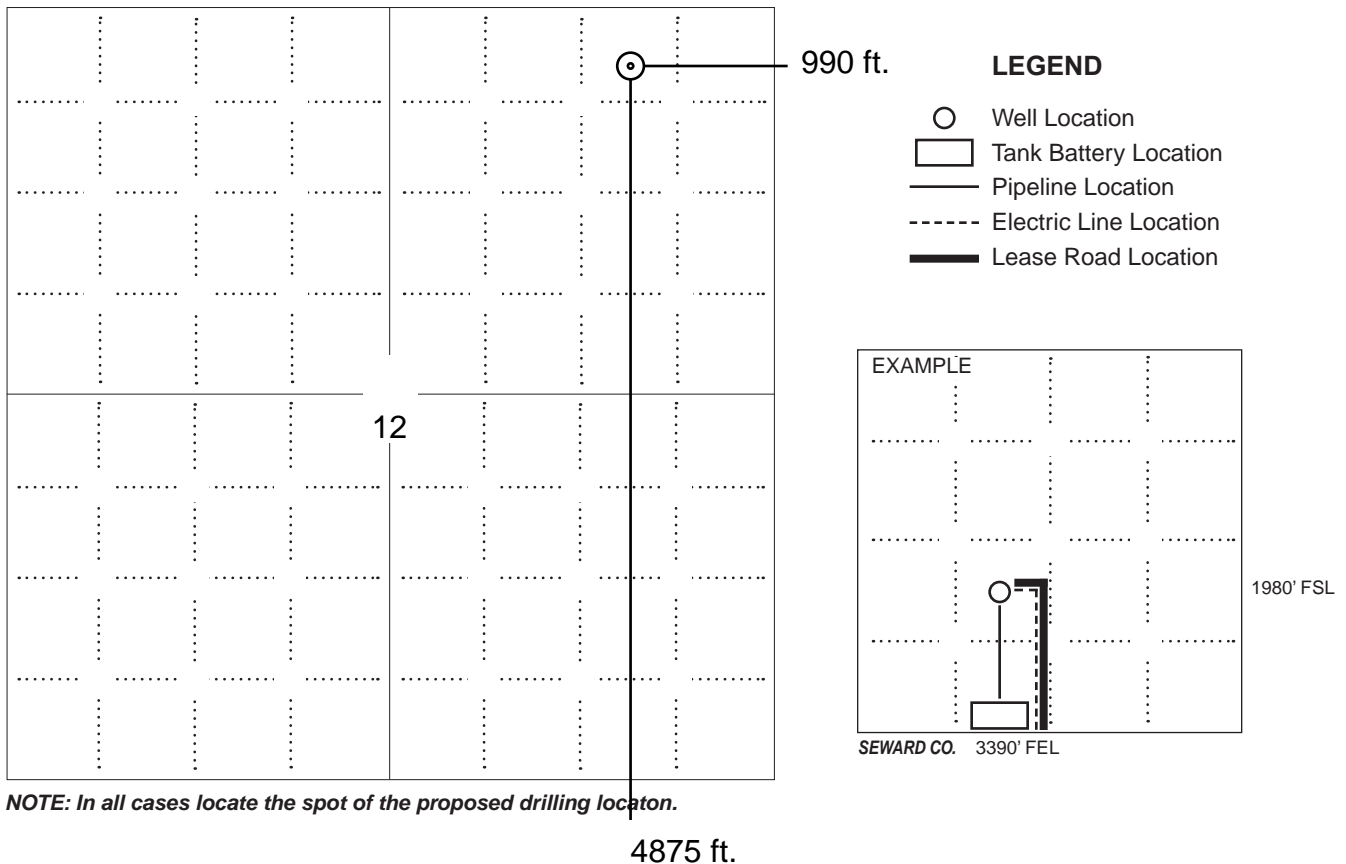 990 ft.
LEGEND
Well Location
Tank Battery Location
Pipeline Location
Electric Line Location
Lease Road Location
EXAMPLE
12
1980' FSL
SEWARD CO. 3390' FEL
NOTE: In all cases locate the spot of the proposed drilling locaton.
4875 ft.